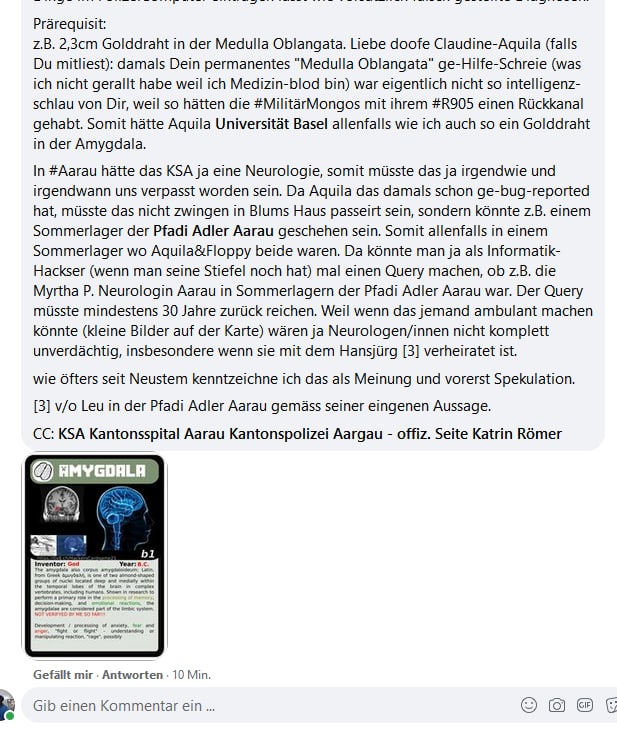 Prärequisit:
z.B. 2,3cm Golddraht in der Medulla Oblangata. Liebe doofe Claudine-Aquila (falls
Du mitliest): damals Dein permanentes "Medulla Oblangata" ge-Hilfe-Schreie (was
ich nicht gerallt habe weil ich Medizin-blod bin) war eigentlich nicht so intelligenz-
schlau von Dir, weil so hätten die #MilitärMongos mit ihrem #R905 einen Rückkanal
gehabt. Somit hätte Aquila Universität Basel allenfalls wie ich auch so ein Golddraht
in der Amygdala.
In #Aarau hätte das KSA ja eine Neurologie, somit müsste das ja irgendwie und
irgendwann uns verpasst worden sein. Da Aquila das damals schon ge-bug-reported
hat, müsste das nicht zwingen in Blums Haus passeirt sein, sondern könnte z.B. einem
Sommerlager der Pfadi Adler Aarau geschehen sein. Somit allenfalls in einem
Sommerlager wo Aquila&Floppy beide waren. Da könnte man ja als Informatik-
Hackser (wenn man seine Stiefel noch hat) mal einen Query machen, ob z.B. die
Myrtha P. Neurologin Aarau in Sommerlagern der Pfadi Adler Aarau war. Der Query
müsste mindestens 30 Jahre zurück reichen. Weil wenn das jemand ambulant machen
könnte (kleine Bilder auf der Karte) wären ja Neurologen/innen nicht komplett
unverdächtig, insbesondere wenn sie mit dem Hansjürg [3] verheiratet ist.
wie öfters seit Neustem kenntzeichne ich das als Meinung und vorerst Spekulation.
[3] v/o Leu in der Pfadi Adler Aarau gemäss seiner eingenen Aussage.
CC: KSA Kantonsspital Aarau Kantonspolizei Aargau - offiz. Seite Katrin Römer
AMYGDALA
b1
Inventor: God Year: B.C.
The amygdala also corpus amygdaloideum; Latin,
from Greek is one of two almond-shaped
groups of nuclei located deep and medially within
the temporal lobes of the brain in complex
vertebrates, including humans. Shown in research to
perform a primary role in the processing of memory,
decision-making, and emotional reactions, the
amygdalae are considered part of the limbic system.
NOT VERIFYED BY ME SO FAR!!!
Development / processing of anxiety, fear and
anger, "fight or flight" - understanding or
manipulating reaction, "rage", possibly
Gefällt mir · Antworten · 10 Min.
Gib einen Kommentar ein ...
GIF